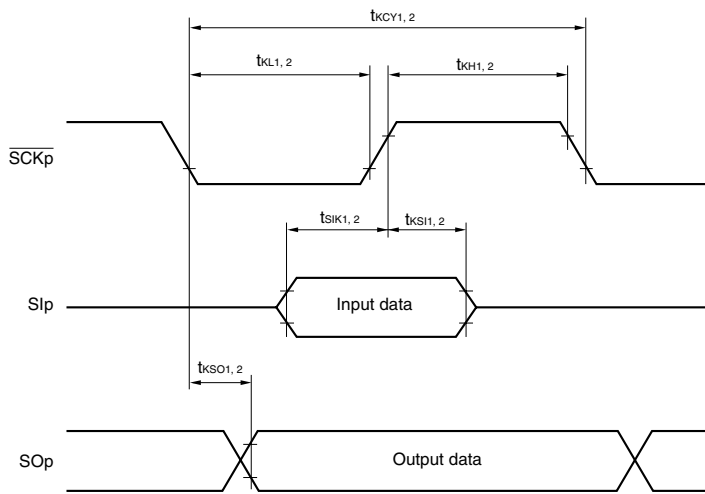 tKCY1, 2
tKL1, 2
tKH1, 2
SCKp
tSIK1, 2
tKSI1, 2
SIp
Input data
tKSO1, 2
SOp
Output data